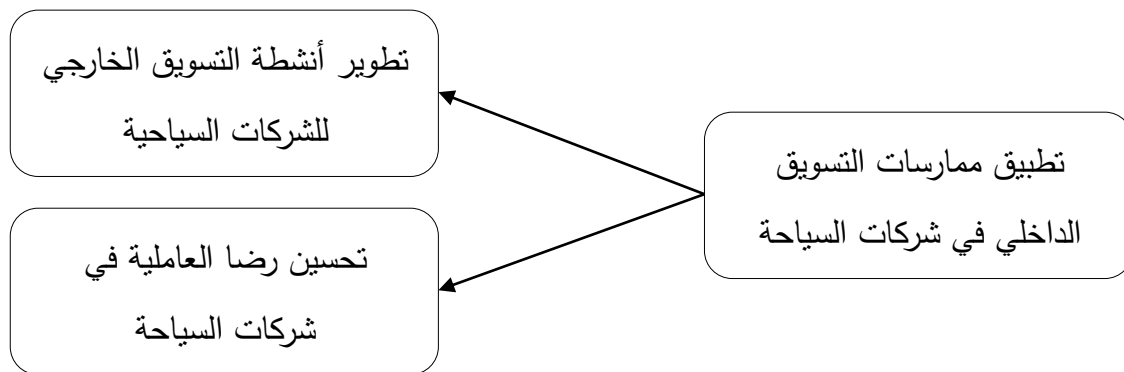 تطوير أنشطة التسويق الخارجي
للشركات السياحية
تطبيق ممارسات التسويق
الداخلي في شركات السياحة
تحسين رضا العاملية في
شركات السياحة